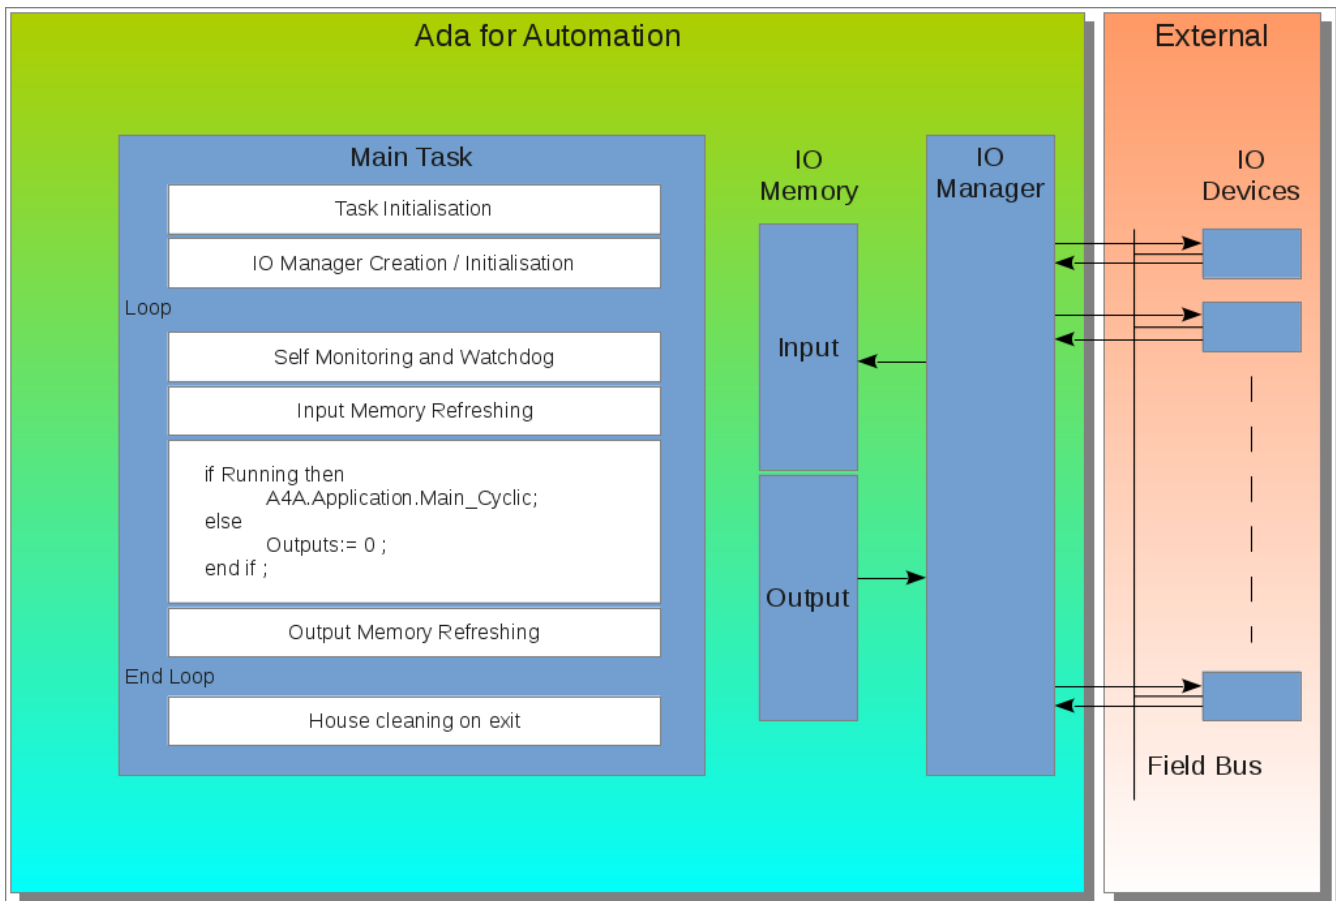 Ada for Automation
Main Task
Task Initialisation
IO Manager Creation / Initialisation
Loop
Self Monitoring and Watchdog
Input Memory Refreshing
if Running then
A4A.Application.Main_Cyclic;
else
Outputs:= 0 ;
end if ;
Output Memory Refreshing
End Loop
House cleaning on exit
IO
Memory
Input
Output
IO
Manager
External
IO
Devices
Field Bus